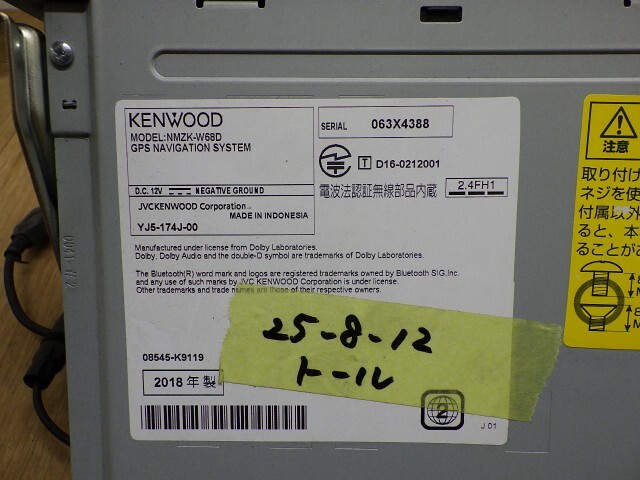 KENWOOD
MODEL:NMZK-W68D
GPS NAVIGATION SYSTEM
SERIAL 063X4388
T D16-0212001
電波法認証無線部品内蔵 2.4FH1
D.C. 12V NEGATIVE GROUND
JVCKENWOOD Corporation
MADE IN INDONESIA
YJ5-174J-00
Manufactured under license from Dolby Laboratories.
Dolby, Dolby Audio and the double-D symbol are trademarks of Dolby Laboratories.
The Bluetooth(R) word mark and logos are registered trademarks owned by Bluetooth SIG.Inc.
and any use of such marks by JVC KENWOOD Corporation is under license.
Other trademarks and trade names are those of their respective owners.
25-8-12
トール
08545-K9119
2018 年 製
2
J 01
注意
取り付け
ネジを使
付属以外
ると、本
ることが